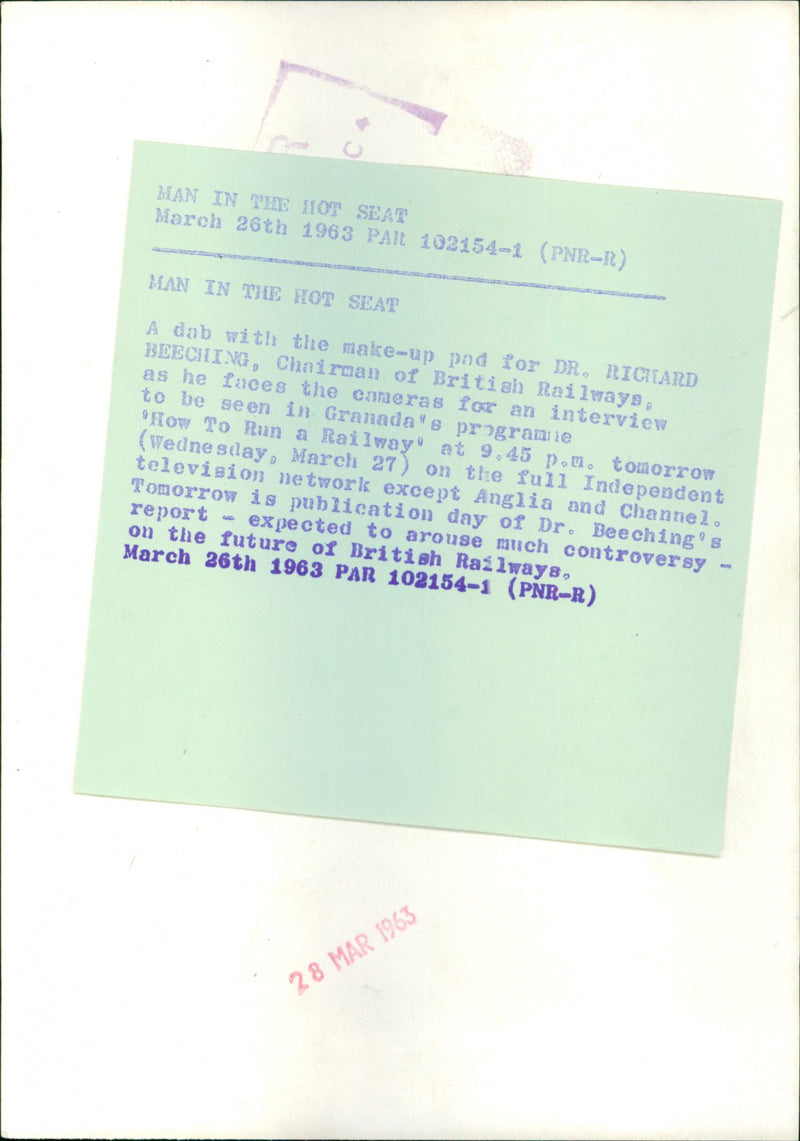 MAN IN THE HOT SEAT
March 26th 1963 PAR 102154-1 (PNR-R)
MAN IN THE HOT SEAT
A dab with the make-up pad for DR. RICHARD
BEECHING, Chairman of British Railways,
as he faces the cameras for an interview
to be seen in Granada's programme
'How To Run a Railway' at 9.45 p.m. tomorrow
(Wednesday, March 27) on the full Independent
television network except Anglia and Channel.
Tomorrow is publication day of Dr. Beeching's
report - expected to arouse much controversy -
on the future of British Railways.
March 26th 1963 PAR 102154-1 (PNR-R)
28 MAR 1963